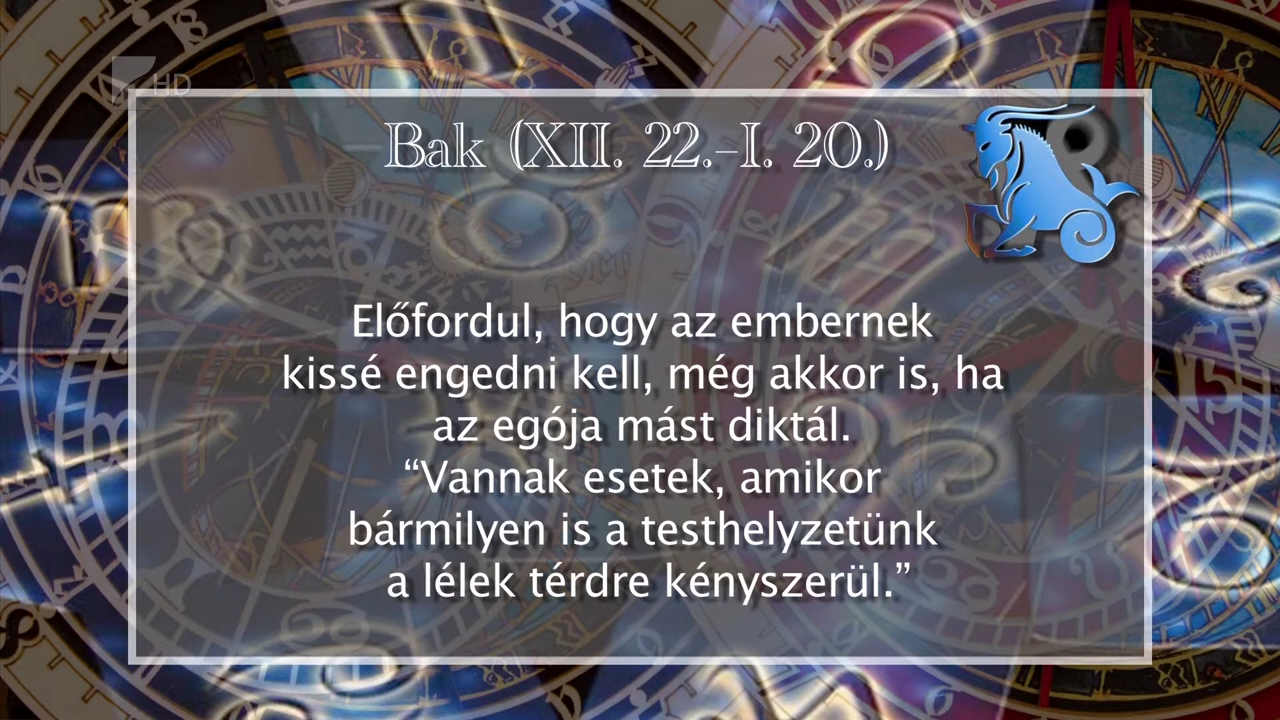 HD
Bak (XII. 22.-I. 20.)
Előfordul, hogy az embernek
kissé engedni kell, még akkor is, ha
az egója mást diktál.
“Vannak esetek, amikor
bármilyen is a testhelyzetünk
a lélek térdre kényszerül.”